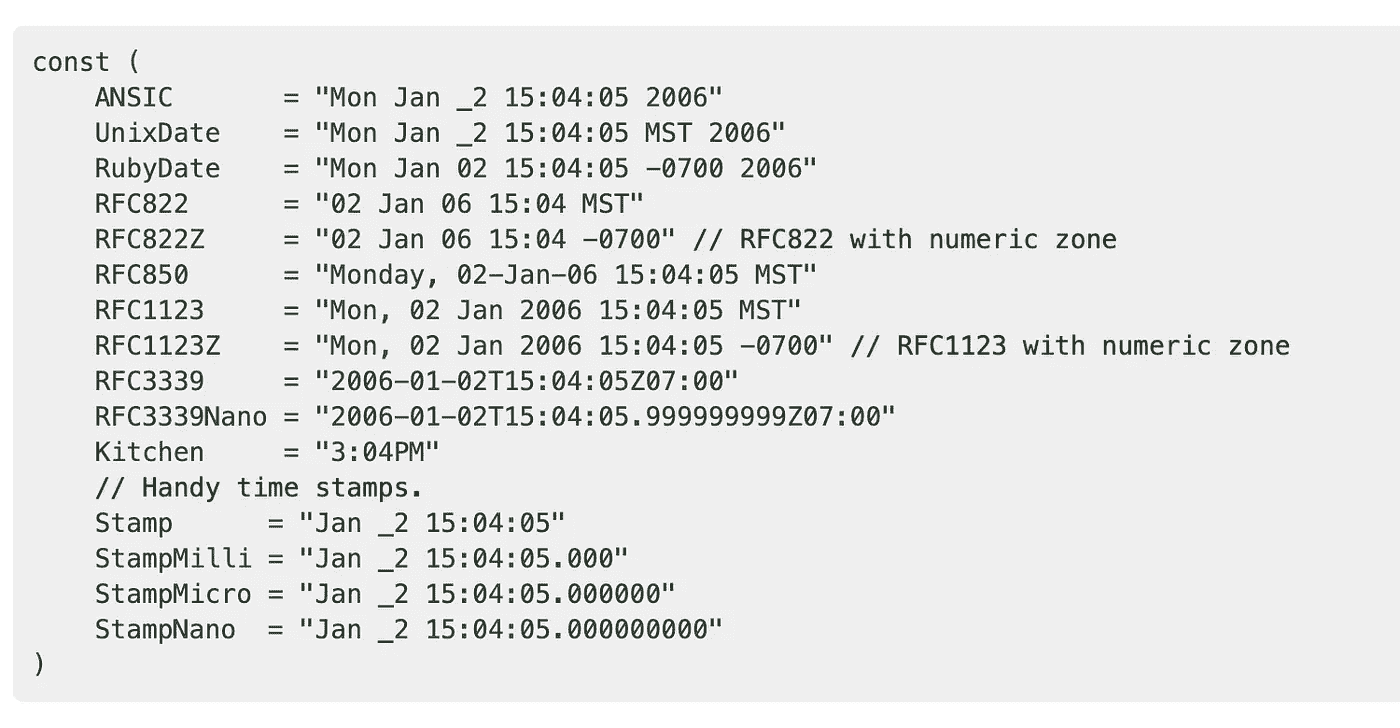 const (
    ANSIC       = "Mon Jan _2 15:04:05 2006"
    UnixDate    = "Mon Jan _2 15:04:05 MST 2006"
    RubyDate    = "Mon Jan 02 15:04:05 -0700 2006"
    RFC822      = "02 Jan 06 15:04 MST"
    RFC822Z     = "02 Jan 06 15:04 -0700" // RFC822 with numeric zone
    RFC850      = "Monday, 02-Jan-06 15:04:05 MST"
    RFC1123     = "Mon, 02 Jan 2006 15:04:05 MST"
    RFC1123Z    = "Mon, 02 Jan 2006 15:04:05 -0700" // RFC1123 with numeric zone
    RFC3339     = "2006-01-02T15:04:05Z07:00"
    RFC3339Nano = "2006-01-02T15:04:05.999999999Z07:00"
    Kitchen     = "3:04PM"
    // Handy time stamps.
    Stamp      = "Jan _2 15:04:05"
    StampMilli = "Jan _2 15:04:05.000"
    StampMicro = "Jan _2 15:04:05.000000"
    StampNano  = "Jan _2 15:04:05.000000000"
)